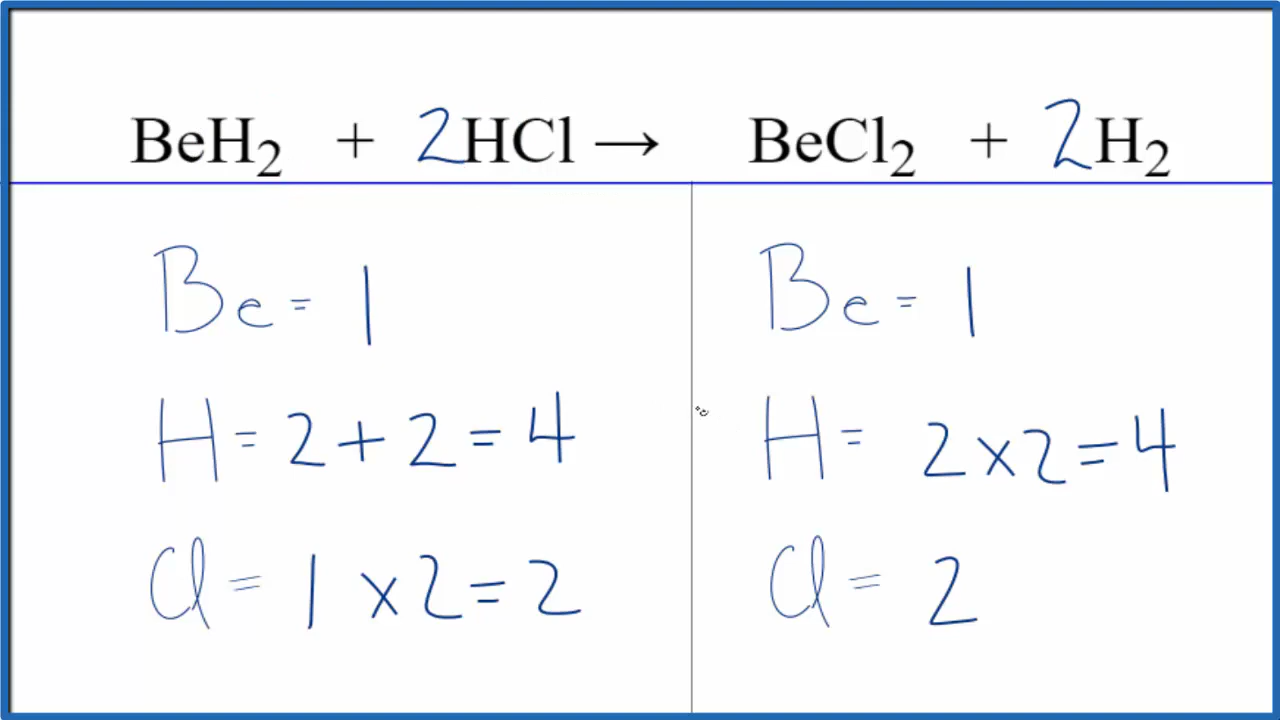 BeH₂ + 2HCl → BeCl₂ + 2H₂
Be = 1
H = 2 + 2 = 4
Cl = 1 x 2 = 2
Be = 1
H = 2 x 2 = 4
Cl = 2